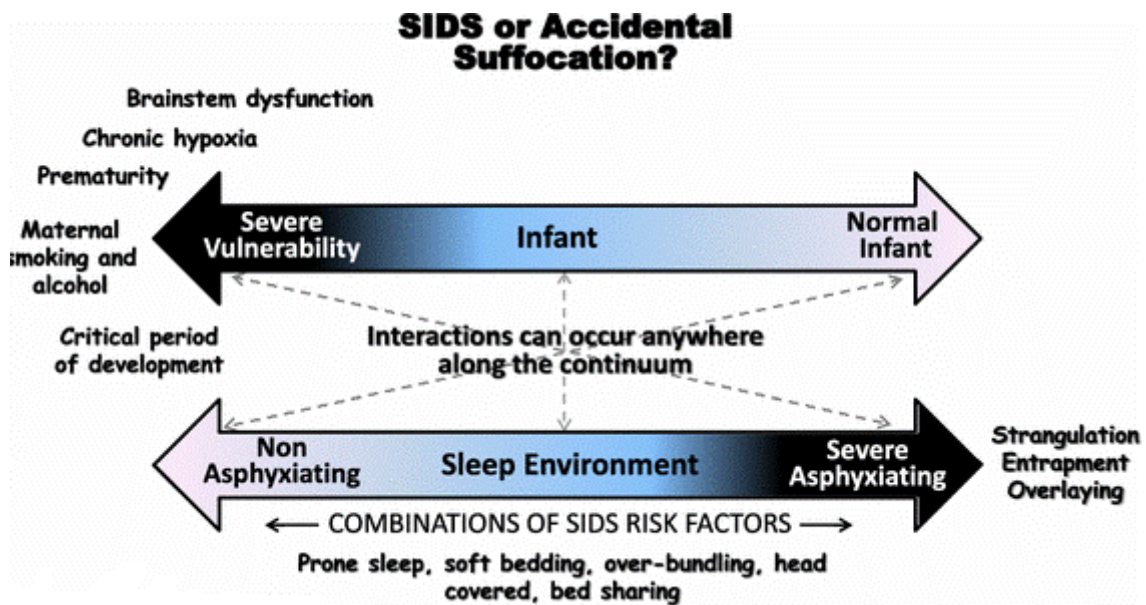 SIDS or Accidental
Suffocation?
Brainstem dysfunction
Chronic hypoxia
Prematurity
Maternal
smoking and
alcohol
Critical period
of development
Severe
Vulnerability
Infant
Normal
Infant
Interactions can occur anywhere
along the continuum
Non
Asphyxiating
Sleep Environment
Severe
Asphyxiating
Strangulation
Entrapment
Overlaying
COMBINATIONS OF SIDS RISK FACTORS
Prone sleep, soft bedding, over-bundling, head
covered, bed sharing